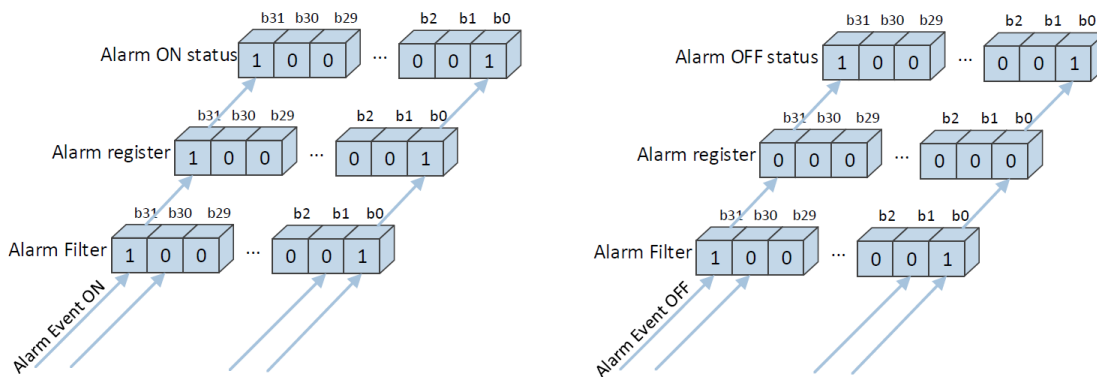 b31 b30 b29 b2 b1 b0
Alarm ON status 1 0 0 ... 0 0 1
b31 b30 b29 b2 b1 b0
Alarm register 1 0 0 ... 0 0 1
b31 b30 b29 b2 b1 b0
Alarm Filter 1 0 0 ... 0 0 1
Alarm Event ON
b31 b30 b29 b2 b1 b0
Alarm OFF status 1 0 0 ... 0 0 1
b31 b30 b29 b2 b1 b0
Alarm register 0 0 0 ... 0 0 0
b31 b30 b29 b2 b1 b0
Alarm Filter 1 0 0 ... 0 0 1
Alarm Event OFF